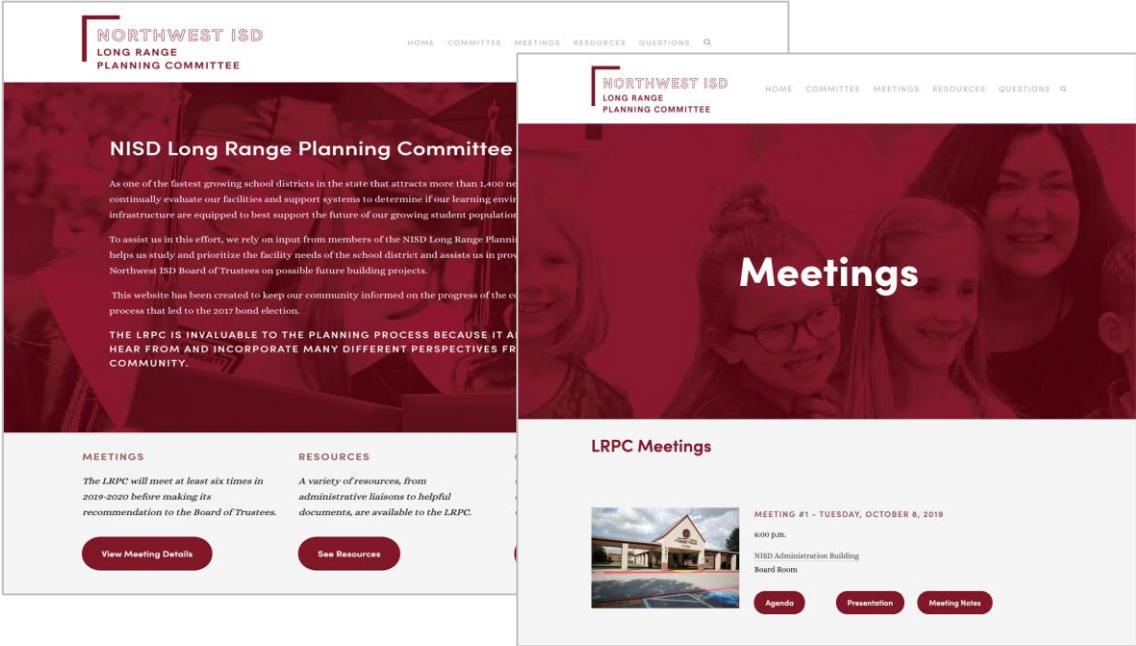 NORTHWEST ISD
LONG RANGE
PLANNING COMMITTEE
HOME COMMITTEE MEETINGS RESOURCES QUESTIONS
NISD Long Range Planning Committee
As one of the fastest growing school districts in the state that attracts more than 1,400
continually evaluate our facilities and support systems to determine if our learning
infrastructure are equipped to best support the future of our growing student population
To assist us in this effort, we rely on input from members of the NISD Long Range
helps us study and prioritize the facility needs of the school district and assists us in
Northwest ISD Board of Trustees on possible future building projects.
This website has been created to keep our community informed on the progress of the
process that led to the 2017 bond election.
THE LRPC IS INVALUABLE TO THE PLANNING PROCESS BECAUSE IT
HEAR FROM AND INCORPORATE MANY DIFFERENT PERSPECTIVES
COMMUNITY.
MEETINGS
The LRPC will meet at least six times in
2019-2020 before making its
recommendation to the Board of Trustees.
View Meeting Details
RESOURCES
A variety of resources, from
administrative liaisons to helpful
documents, are available to the LRPC.
See Resources
NORTHWEST ISD
LONG RANGE
PLANNING COMMITTEE
HOME COMMITTEE MEETINGS RESOURCES QUESTIONS
Meetings
LRPC Meetings
MEETING #1 - TUESDAY, OCTOBER 8, 2019
6:00 p.m.
NISD Administration Building
Board Room
Agenda
Presentation
Meeting Notes